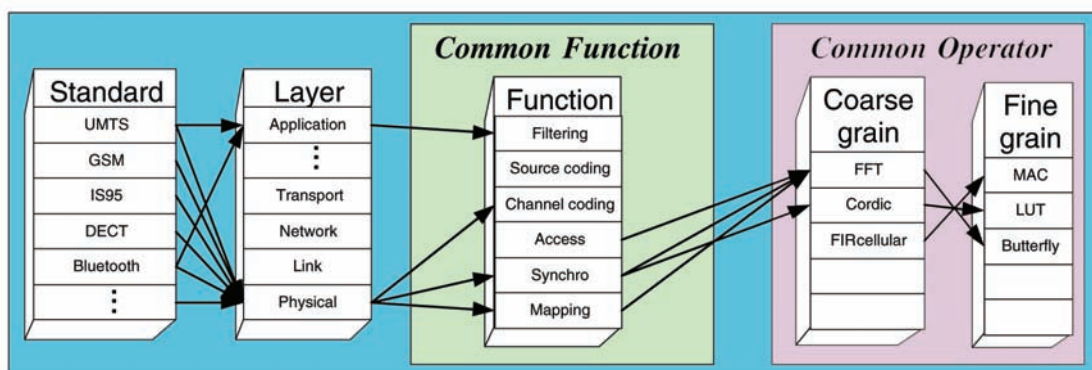 Common Function
Common Operator
Standard
UMTS
GSM
IS95
DECT
Bluetooth
⋮
Layer
Application
⋮
Transport
Network
Link
Physical
Function
Filtering
Source coding
Channel coding
Access
Synchro
Mapping
Coarse
grain
FFT
Cordic
FIRcellular
Fine
grain
MAC
LUT
Butterfly